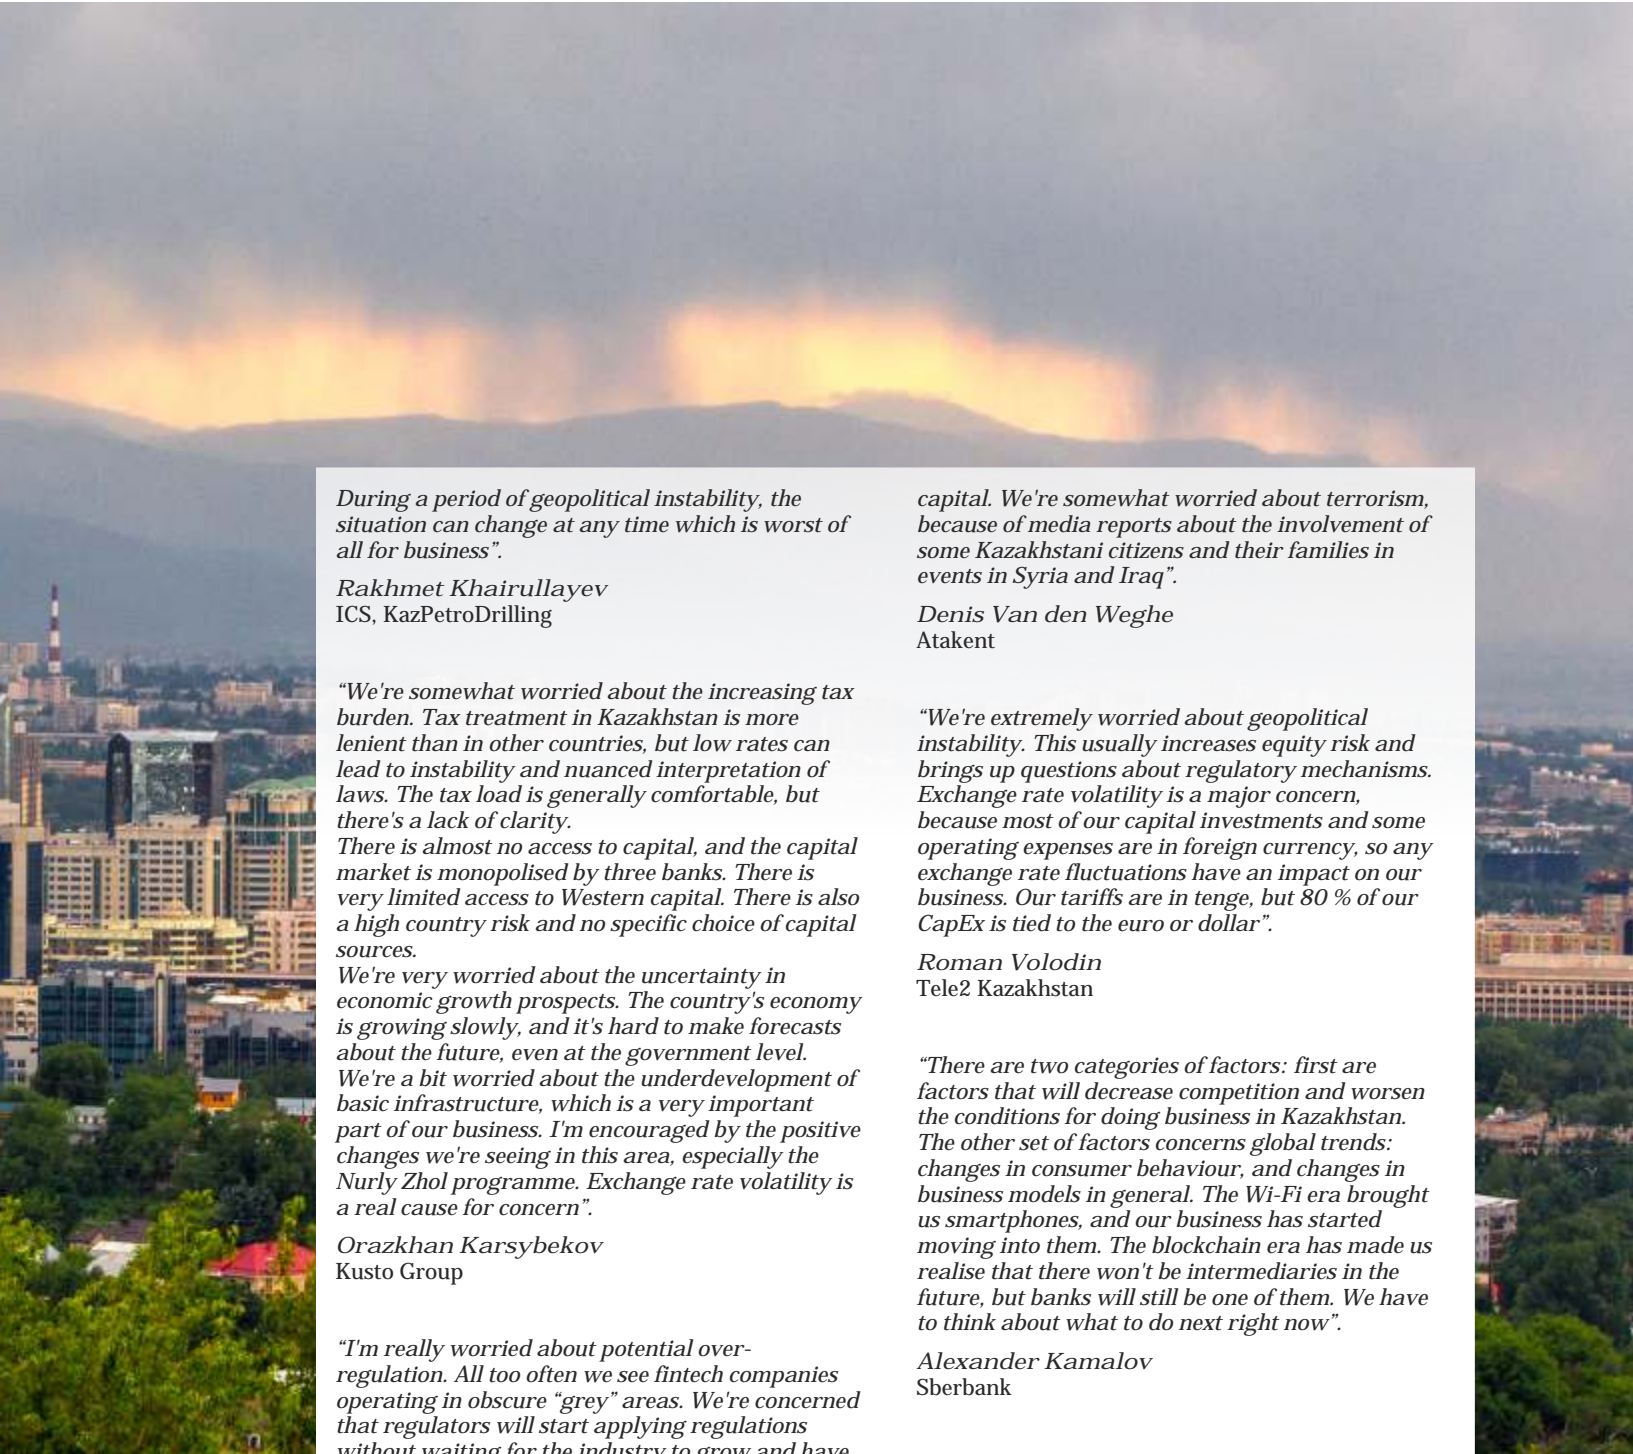 During a period of geopolitical instability, the
situation can change at any time which is worst of
all for business”.
Rakhmet Khairullayev
ICS, KazPetroDrilling
“We're somewhat worried about the increasing tax
burden. Tax treatment in Kazakhstan is more
lenient than in other countries, but low rates can
lead to instability and nuanced interpretation of
laws. The tax load is generally comfortable, but
there's a lack of clarity.
There is almost no access to capital, and the capital
market is monopolised by three banks. There is
very limited access to Western capital. There is also
a high country risk and no specific choice of capital
sources.
We're very worried about the uncertainty in
economic growth prospects. The country's economy
is growing slowly, and it's hard to make forecasts
about the future, even at the government level.
We're a bit worried about the underdevelopment of
basic infrastructure, which is a very important
part of our business. I'm encouraged by the positive
changes we're seeing in this area, especially the
Nurly Zhol programme. Exchange rate volatility is
a real cause for concern”.
Orazkhan Karsybekov
Kusto Group
“I'm really worried about potential over-
regulation. All too often we see fintech companies
operating in obscure “grey” areas. We're concerned
that regulators will start applying regulations
without waiting for the industry to grow and have
capital. We're somewhat worried about terrorism,
because of media reports about the involvement of
some Kazakhstani citizens and their families in
events in Syria and Iraq”.
Denis Van den Weghe
Atakent
“We're extremely worried about geopolitical
instability. This usually increases equity risk and
brings up questions about regulatory mechanisms.
Exchange rate volatility is a major concern,
because most of our capital investments and some
operating expenses are in foreign currency, so any
exchange rate fluctuations have an impact on our
business. Our tariffs are in tenge, but 80 % of our
CapEx is tied to the euro or dollar”.
Roman Volodin
Tele2 Kazakhstan
“There are two categories of factors: first are
factors that will decrease competition and worsen
the conditions for doing business in Kazakhstan.
The other set of factors concerns global trends:
changes in consumer behaviour, and changes in
business models in general. The Wi-Fi era brought
us smartphones, and our business has started
moving into them. The blockchain era has made us
realise that there won't be intermediaries in the
future, but banks will still be one of them. We have
to think about what to do next right now”.
Alexander Kamalov
Sberbank